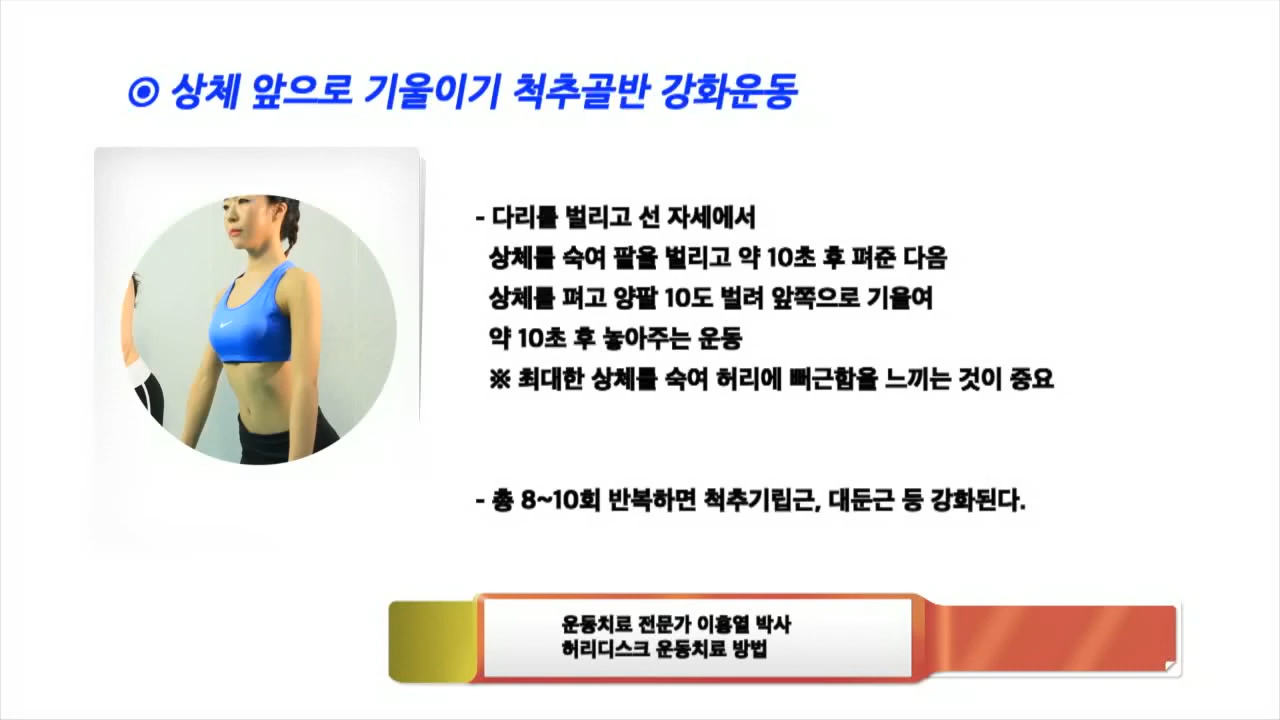 ◎ 상체 앞으로 기울이기 척추골반 강화운동
- 다리를 벌리고 선 자세에서
상체를 숙여 팔을 벌리고 약 10초 후 펴준 다음
상체를 펴고 양팔 10도 벌려 앞쪽으로 기울여
약 10초 후 놓아주는 운동
※ 최대한 상체를 숙여 허리에 뻐근함을 느끼는 것이 중요
- 총 8~10회 반복하면 척추기립근, 대둔근 등 강화된다.
운동치료 전문가 이홍열 박사
허리디스크 운동치료 방법